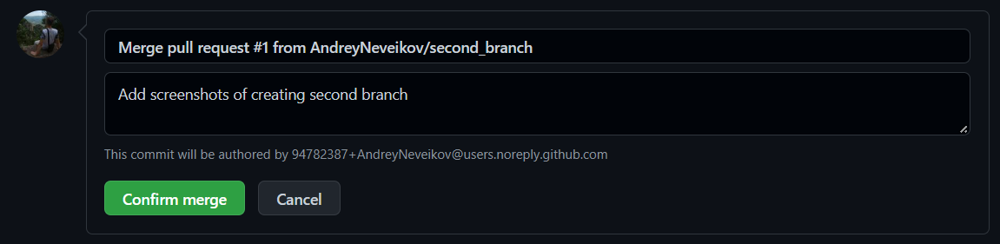 Merge pull request #1 from AndreyNeveikov/second_branch
Add screenshots of creating second branch
This commit will be authored by 94782387+AndreyNeveikov@users.noreply.github.com
Confirm merge
Cancel